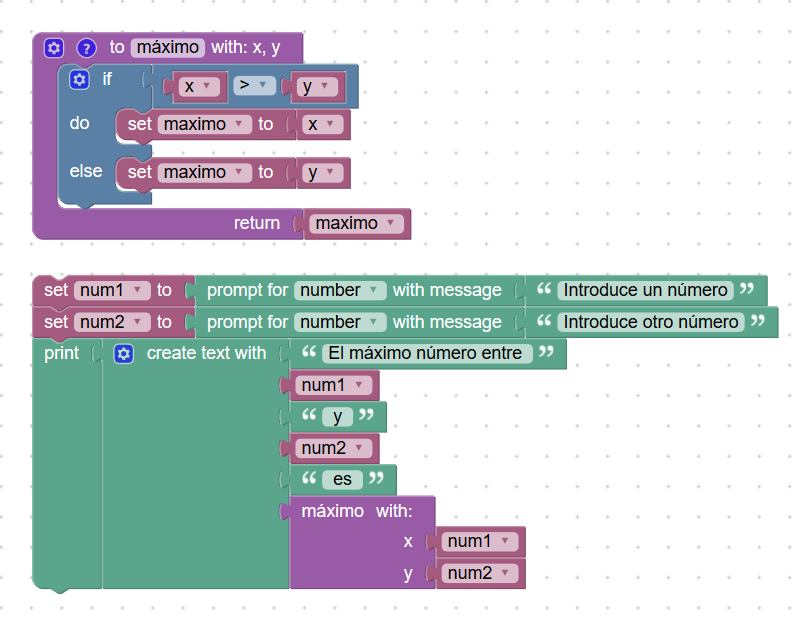 ? to máximo with: x, y
if x > y
do set maximo to x
else set maximo to y
return maximo
set num1 to prompt for number with message “ Introduce un número ”
set num2 to prompt for number with message “ Introduce otro número ”
print create text with “ El máximo número entre ”
num1
“ y ”
num2
“ es ”
máximo with:
x num1
y num2